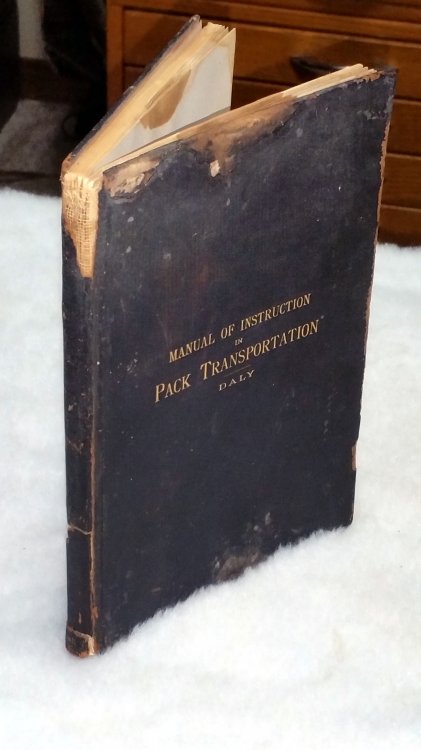 MANUAL OF INSTRUCTION
IN
PACK TRANSPORTATION
DALY